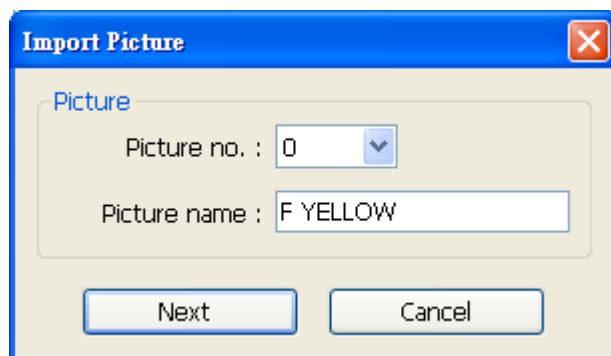 Import Picture
Picture
Picture no. : 0
Picture name : F YELLOW
Next Cancel